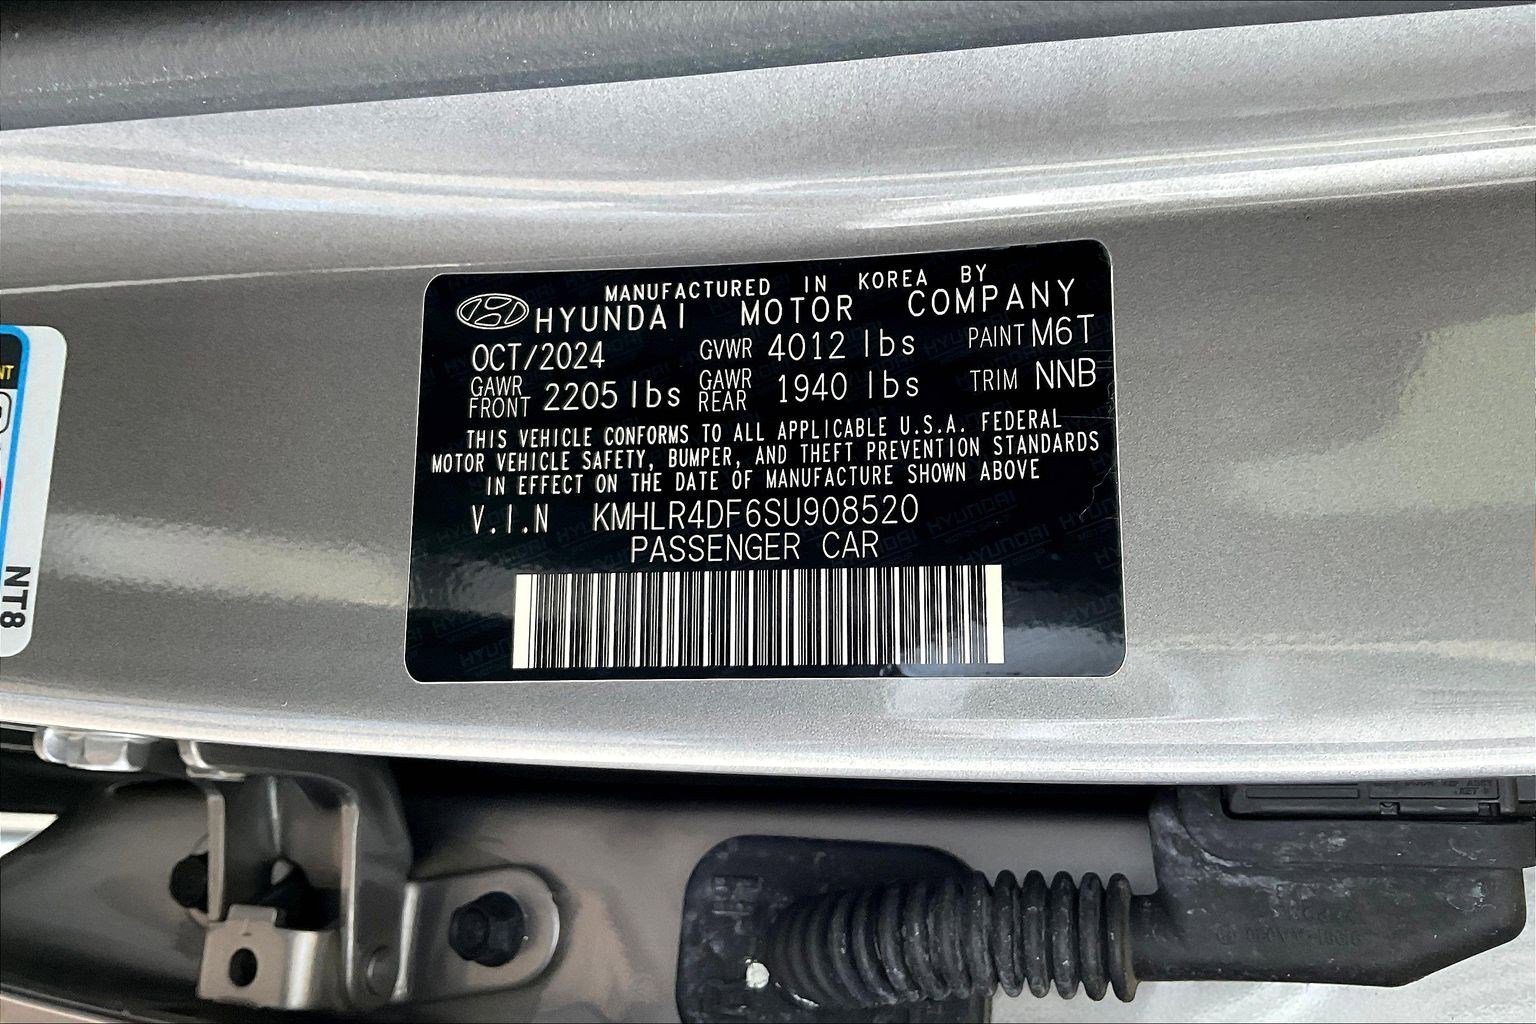 MANUFACTURED IN KOREA BY
HYUNDAI MOTOR COMPANY
OCT/2024 GVWR 4012 lbs PAINT M6T
GAWR FRONT 2205 lbs GAWR REAR 1940 lbs TRIM NNB
THIS VEHICLE CONFORMS TO ALL APPLICABLE U.S.A. FEDERAL
MOTOR VEHICLE SAFETY, BUMPER, AND THEFT PREVENTION STANDARDS
IN EFFECT ON THE DATE OF MANUFACTURE SHOWN ABOVE
V.I.N KMHLR4DF6SU908520
PASSENGER CAR
NT
NT8